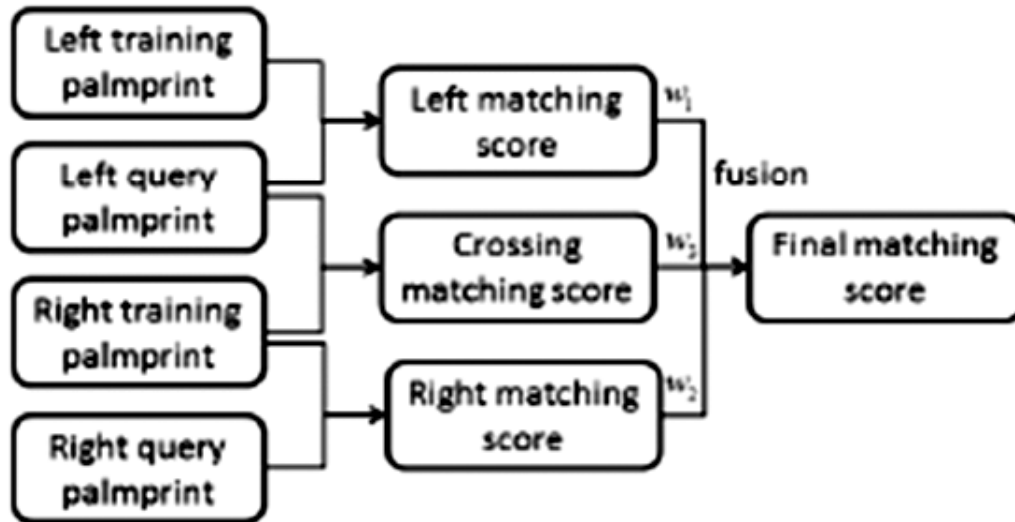 Left training
palmprint
Left query
palmprint
Right training
palmprint
Right query
palmprint
Left matching
score
Crossing
matching score
Right matching
score
w₁
w₃
w₂
fusion
Final matching
score